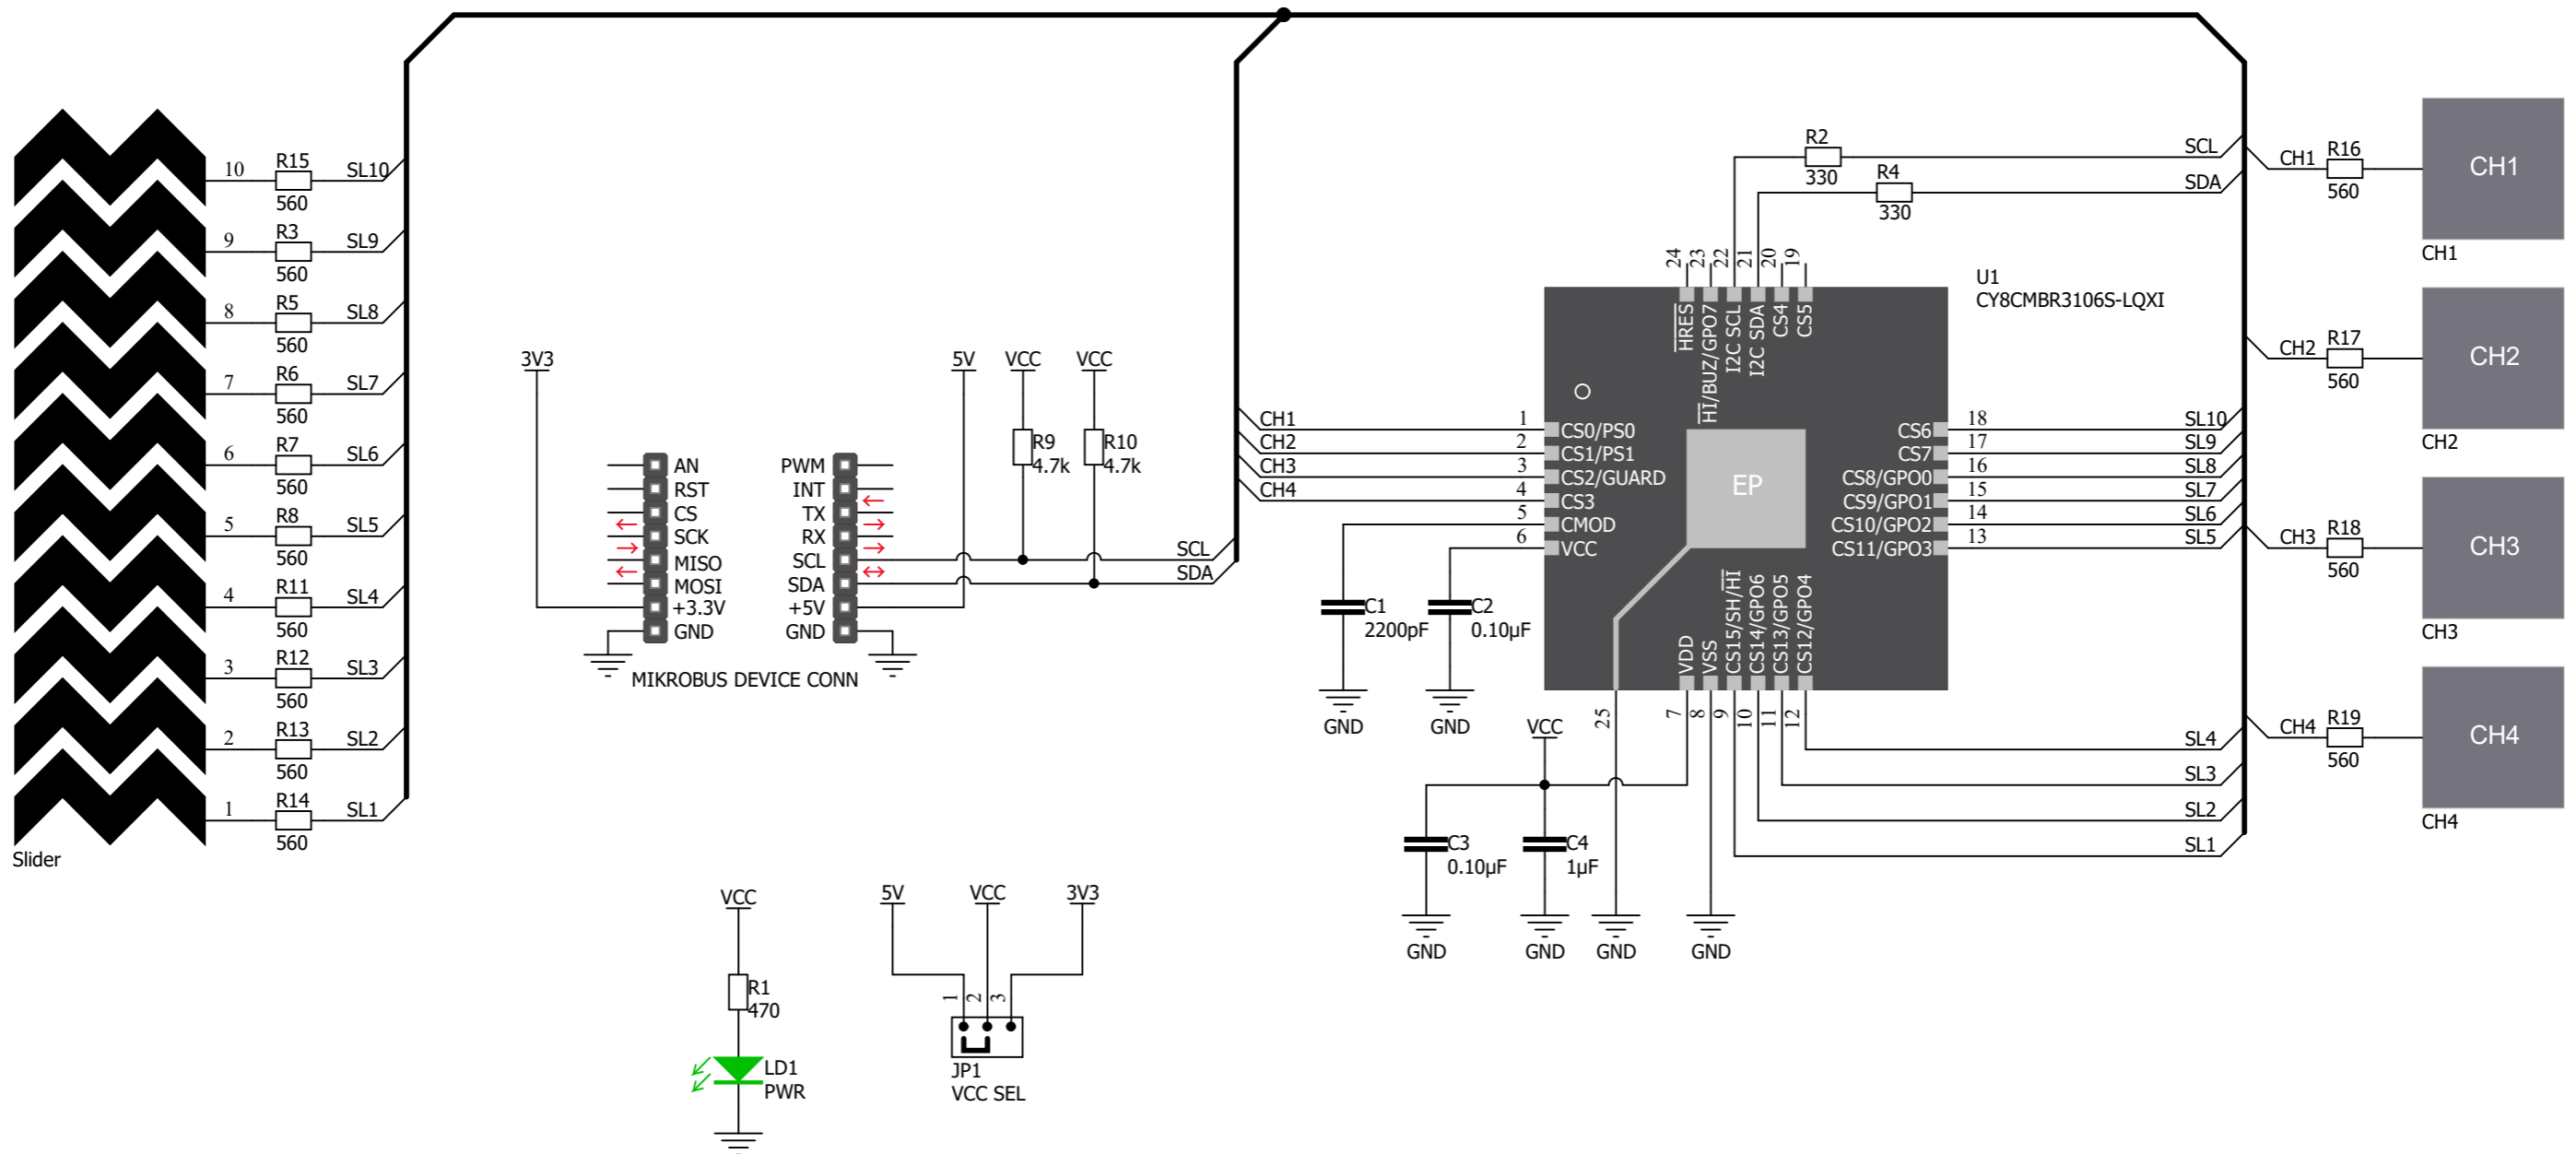 10 R15 SL10
560
9 R3 SL9
560
8 R5 SL8
560
7 R6 SL7
560
6 R7 SL6
560
5 R8 SL5
560
4 R11 SL4
560
3 R12 SL3
560
2 R13 SL2
560
1 R14 SL1
560
Slider
3V3
5V VCC VCC
R9 R10
4.7k 4.7k
AN PWM
RST INT
CS TX
SCK RX
MISO SCL
MOSI SDA
+3.3V +5V
GND GND
SCL
SDA
MIKROBUS DEVICE CONN
VCC
R1
470
LD1
PWR
5V VCC 3V3
1 2 3
JP1
VCC SEL
R2 SCL
330
R4 SDA
330
24 23 22 21 20 19
U1
CY8CMBR3106S-LQXI
HRES
HI/BUZ/GPO7
I2C SCL
I2C SDA
CS4
CS5
CH1 1 CS0/PS0
CH2 2 CS1/PS1
CH3 3 CS2/GUARD
CH4 4 CS3
5 CMOD
6 VCC
EP
CS6 18 SL10
CS7 17 SL9
CS8/GPO0 16 SL8
CS9/GPO1 15 SL7
CS10/GPO2 14 SL6
CS11/GPO3 13 SL5
VDD
VSS
CS15/SH/HI
CS14/GPO6
CS13/GPO5
CS12/GPO4
25 7 8 9 10 11 12
C1
2200pF
GND
C2
0.10µF
GND
VCC
C3
0.10µF
C4
1µF
GND GND GND GND
SL4
SL3
SL2
SL1
CH1 R16 CH1
560
CH1
CH2 R17 CH2
560
CH2
CH3 R18 CH3
560
CH3
CH4 R19 CH4
560
CH4